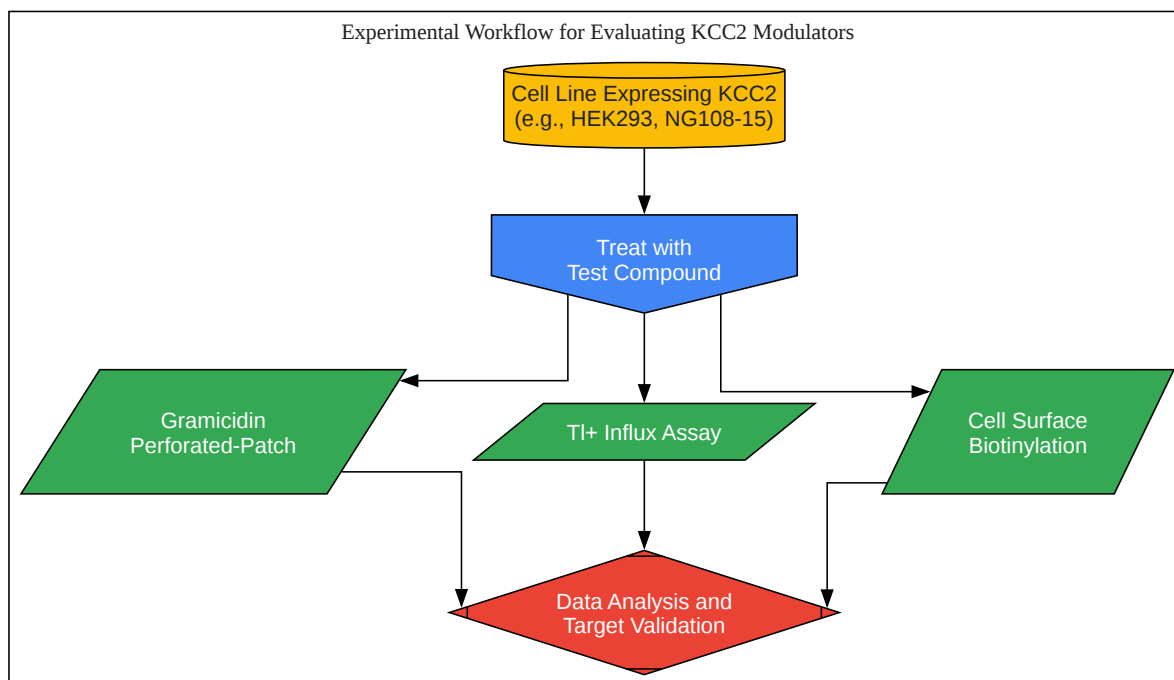 Experimental Workflow for Evaluating KCC2 Modulators
Cell Line Expressing KCC2
(e.g., HEK293, NG108-15)
Treat with
Test Compound
Gramicidin
Perforated-Patch
Tl+ Influx Assay
Cell Surface
Biotinylation
Data Analysis and
Target Validation